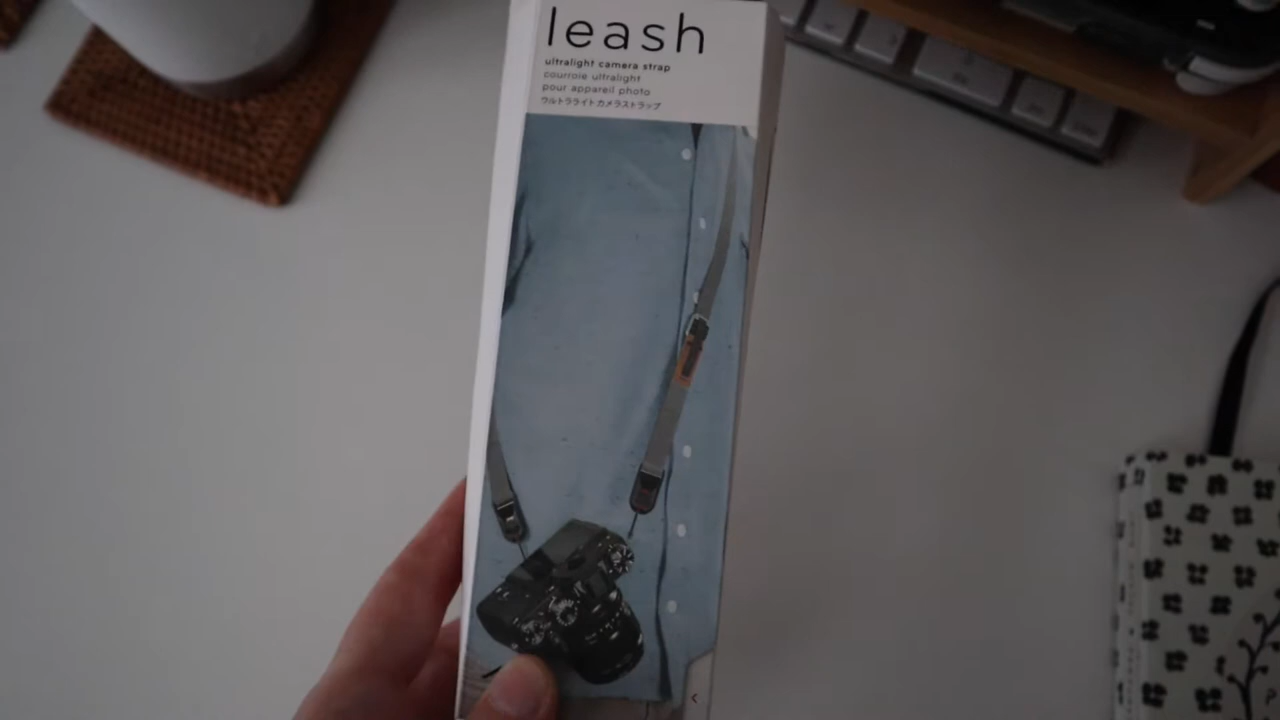 leash
ultralight camera strap
courroie ultralight
pour appareil photo
ウルトラライトカメラストラップ